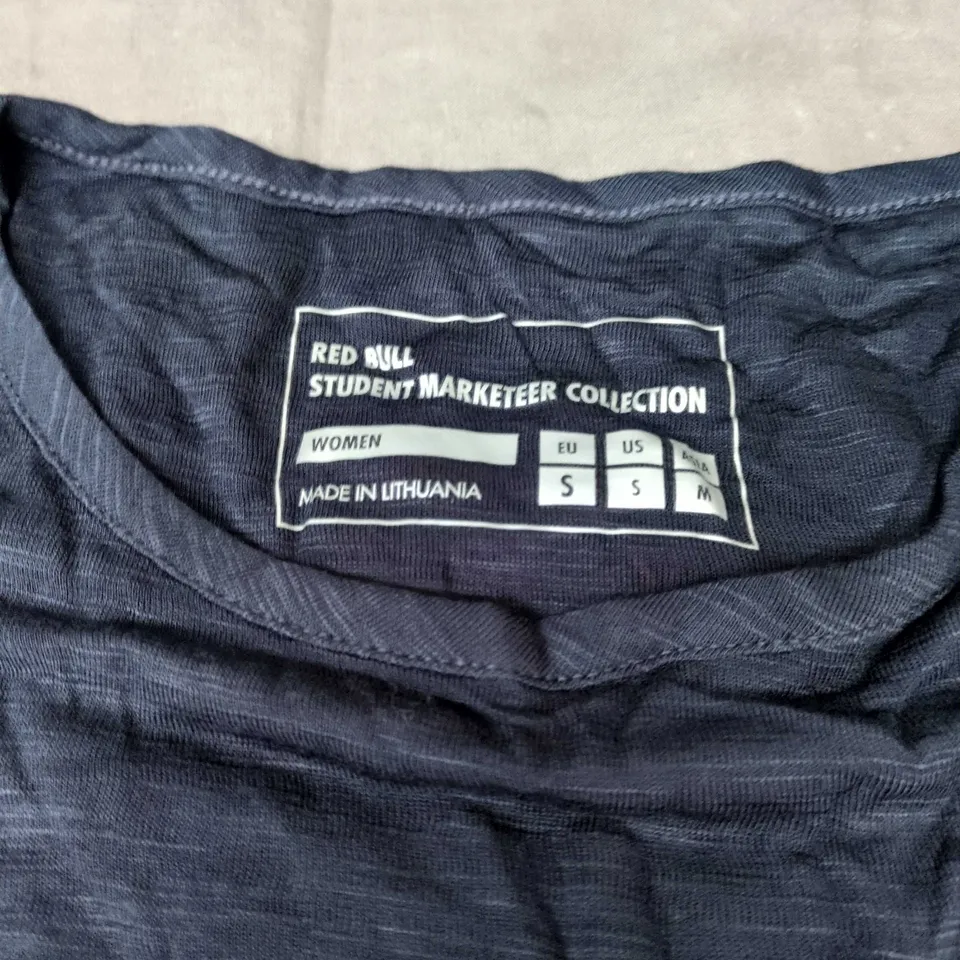 RED BULL
STUDENT MARKETEER COLLECTION
WOMEN EU US ASIA
S S M
MADE IN LITHUANIA